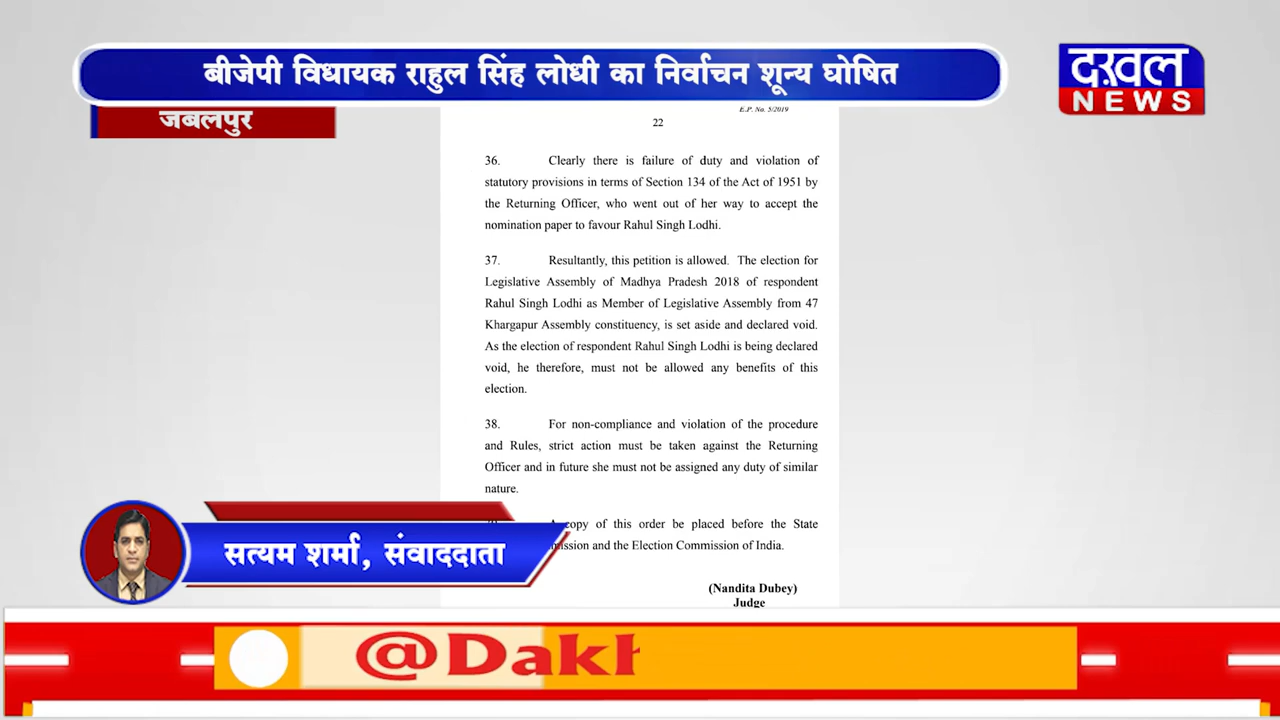 बीजेपी विधायक राहुल सिंह लोधी का निर्वाचन शून्य घोषित
दख़ल
NEWS
जबलपुर
E.P. No. 5/2019
22
36. Clearly there is failure of duty and violation of
statutory provisions in terms of Section 134 of the Act of 1951 by
the Returning Officer, who went out of her way to accept the
nomination paper to favour Rahul Singh Lodhi.
37. Resultantly, this petition is allowed. The election for
Legislative Assembly of Madhya Pradesh 2018 of respondent
Rahul Singh Lodhi as Member of Legislative Assembly from 47
Khargapur Assembly constituency, is set aside and declared void.
As the election of respondent Rahul Singh Lodhi is being declared
void, he therefore, must not be allowed any benefits of this
election.
38. For non-compliance and violation of the procedure
and Rules, strict action must be taken against the Returning
Officer and in future she must not be assigned any duty of similar
nature.
copy of this order be placed before the State
and the Election Commission of India.
सत्यम शर्मा, संवाददाता
(Nandita Dubey)
Judge
@Dakh